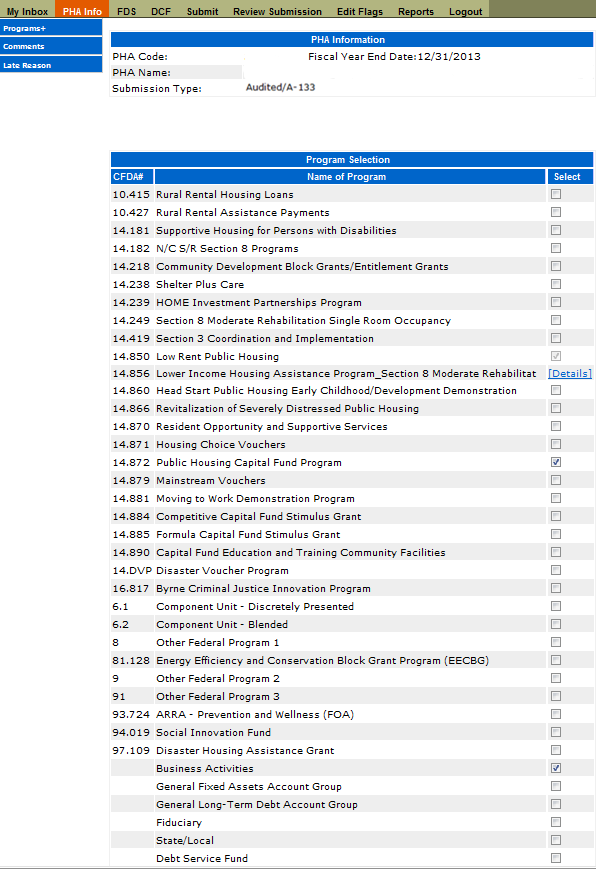 My Inbox PHA Info FDS DCF Submit Review Submission Edit Flags Reports Logout
Programs+
Comments
Late Reason
PHA Information
PHA Code: Fiscal Year End Date:12/31/2013
PHA Name:
Submission Type: Audited/A-133
Program Selection
CFDA# Name of Program Select
10.415 Rural Rental Housing Loans
10.427 Rural Rental Assistance Payments
14.181 Supportive Housing for Persons with Disabilities
14.182 N/C S/R Section 8 Programs
14.218 Community Development Block Grants/Entitlement Grants
14.238 Shelter Plus Care
14.239 HOME Investment Partnerships Program
14.249 Section 8 Moderate Rehabilitation Single Room Occupancy
14.419 Section 3 Coordination and Implementation
14.850 Low Rent Public Housing
14.856 Lower Income Housing Assistance Program_Section 8 Moderate Rehabilitat [Details]
14.860 Head Start Public Housing Early Childhood/Development Demonstration
14.866 Revitalization of Severely Distressed Public Housing
14.870 Resident Opportunity and Supportive Services
14.871 Housing Choice Vouchers
14.872 Public Housing Capital Fund Program
14.879 Mainstream Vouchers
14.881 Moving to Work Demonstration Program
14.884 Competitive Capital Fund Stimulus Grant
14.885 Formula Capital Fund Stimulus Grant
14.890 Capital Fund Education and Training Community Facilities
14.DVP Disaster Voucher Program
16.817 Byrne Criminal Justice Innovation Program
6.1 Component Unit - Discretely Presented
6.2 Component Unit - Blended
8 Other Federal Program 1
81.128 Energy Efficiency and Conservation Block Grant Program (EECBG)
9 Other Federal Program 2
91 Other Federal Program 3
93.724 ARRA - Prevention and Wellness (FOA)
94.019 Social Innovation Fund
97.109 Disaster Housing Assistance Grant
Business Activities
General Fixed Assets Account Group
General Long-Term Debt Account Group
Fiduciary
State/Local
Debt Service Fund